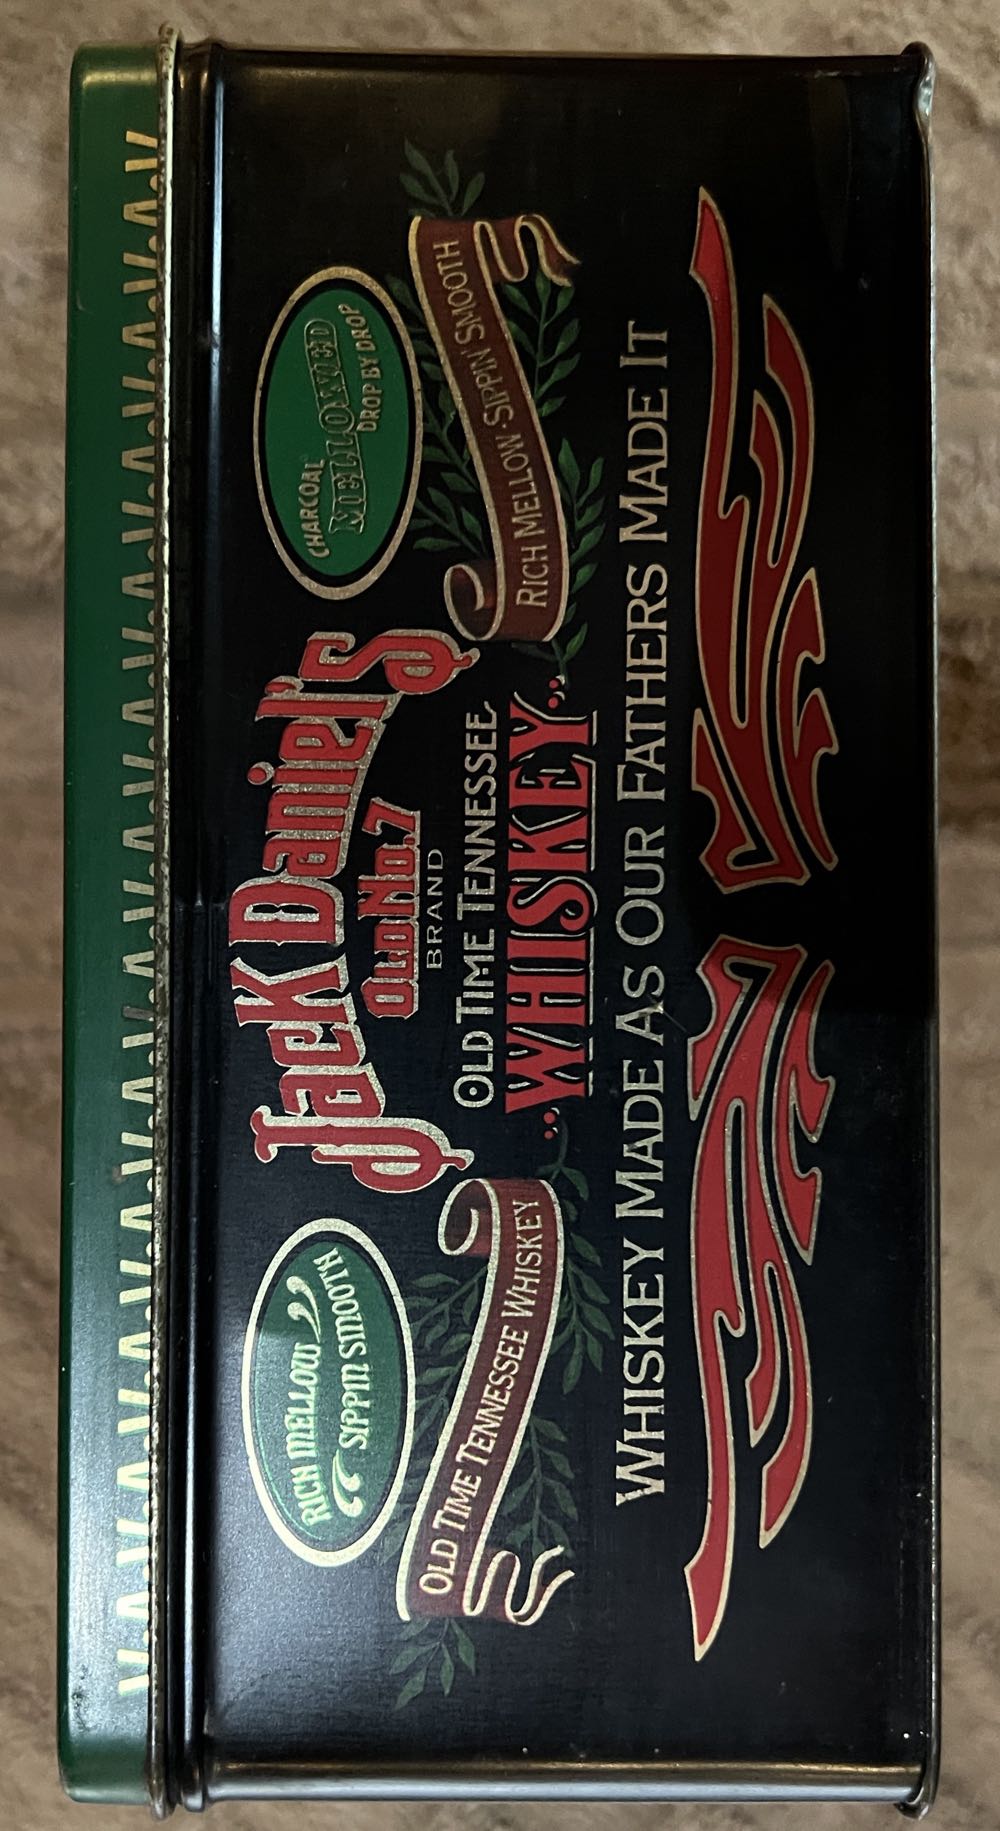 Jack Daniel's
Old No.7
BRAND
OLD TIME TENNESSEE
WHISKEY
WHISKEY MADE AS OUR FATHERS MADE IT
RICH MELLOW
SIPPIN SMOOTH
OLD TIME TENNESSEE WHISKEY
CHARCOAL
MELLOWED
DROP BY DROP
RICH MELLOW SIPPIN' SMOOTH